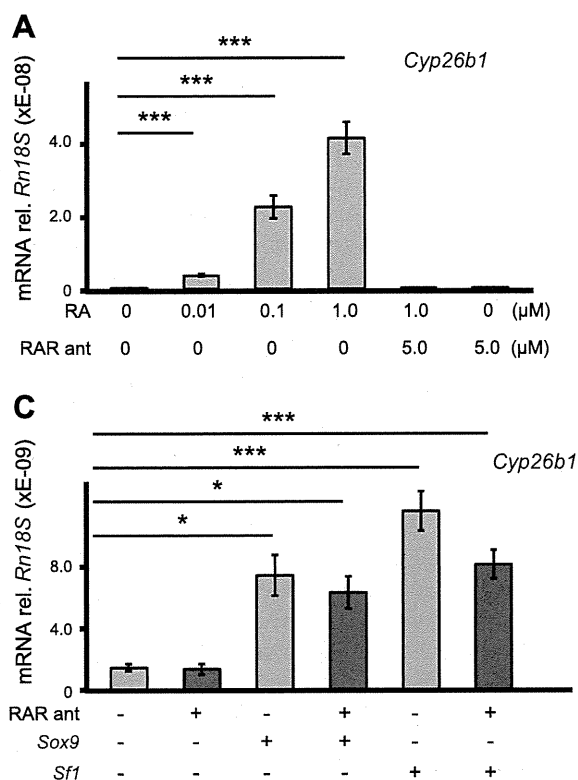 A
***
Cyp26b1
***
***
mRNA rel. Rn18S (xE-08)
4.0
2.0
0
RA 0 0.01 0.1 1.0 1.0 0 (μM)
RAR ant 0 0 0 0 5.0 5.0 (μM)
C
***
Cyp26b1
***
*
*
mRNA rel. Rn18S (xE-09)
8.0
4.0
0
RAR ant - + - + - +
Sox9 - - + + - -
Sf1 - - - - + +